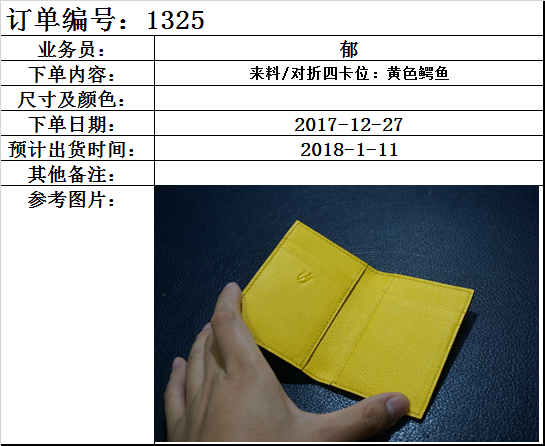 订单编号：1325
业务员： 郁
下单内容： 来料/对折四卡位：黄色鳄鱼
尺寸及颜色：
下单日期： 2017-12-27
预计出货时间： 2018-1-11
其他备注：
参考图片：